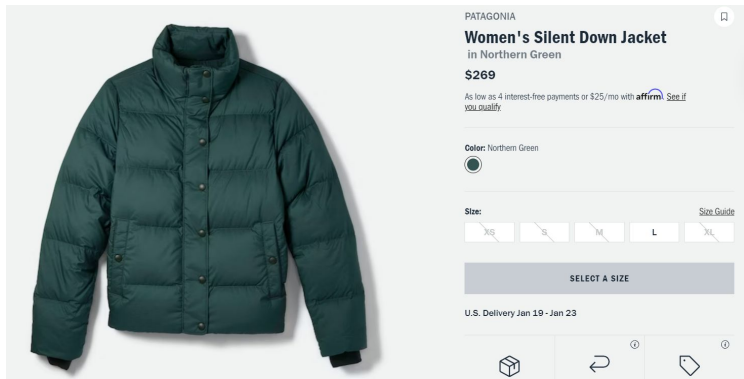 PATAGONIA
Women's Silent Down Jacket
in Northern Green
$269
As low as 4 interest-free payments or $25/mo with affirm. See if
you qualify
Color: Northern Green
Size: Size Guide
XS S M L XL
SELECT A SIZE
U.S. Delivery Jan 19 - Jan 23